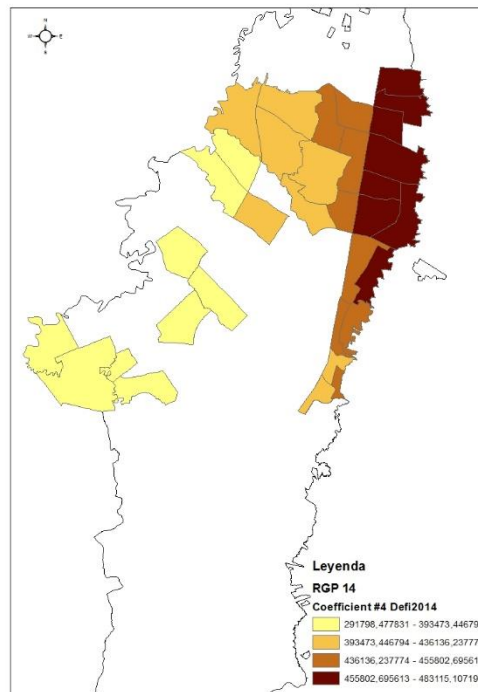 N
E
S
Leyenda
RGP 14
Coefficient #4 Defi2014
291798,477831 - 393473,44679
393473,446794 - 436136,23777
436136,237774 - 455802,69561
455802,695613 - 483115,10719